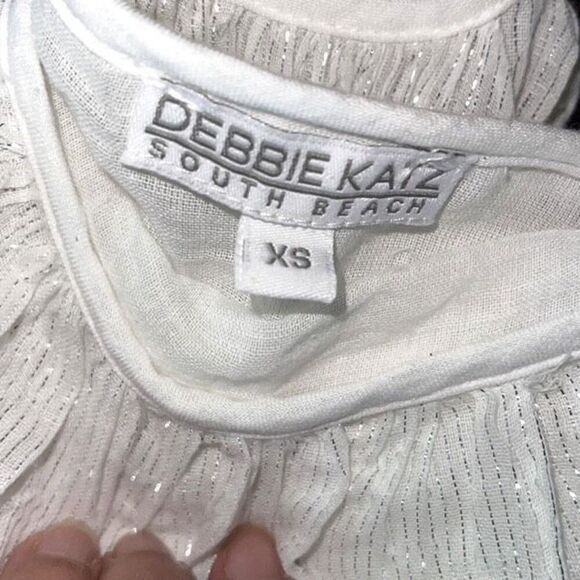 DEBBIE KATZ
SOUTH BEACH
XS